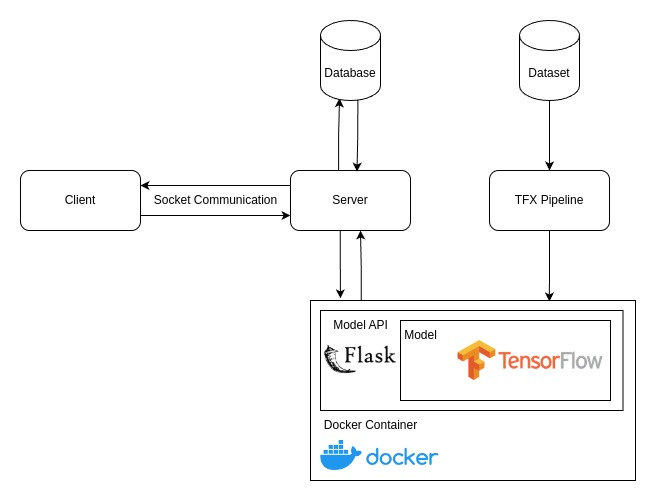 Database
Dataset
Client
Socket Communication
Server
TFX Pipeline
Model API
Model
Flask
TensorFlow
Docker Container
docker